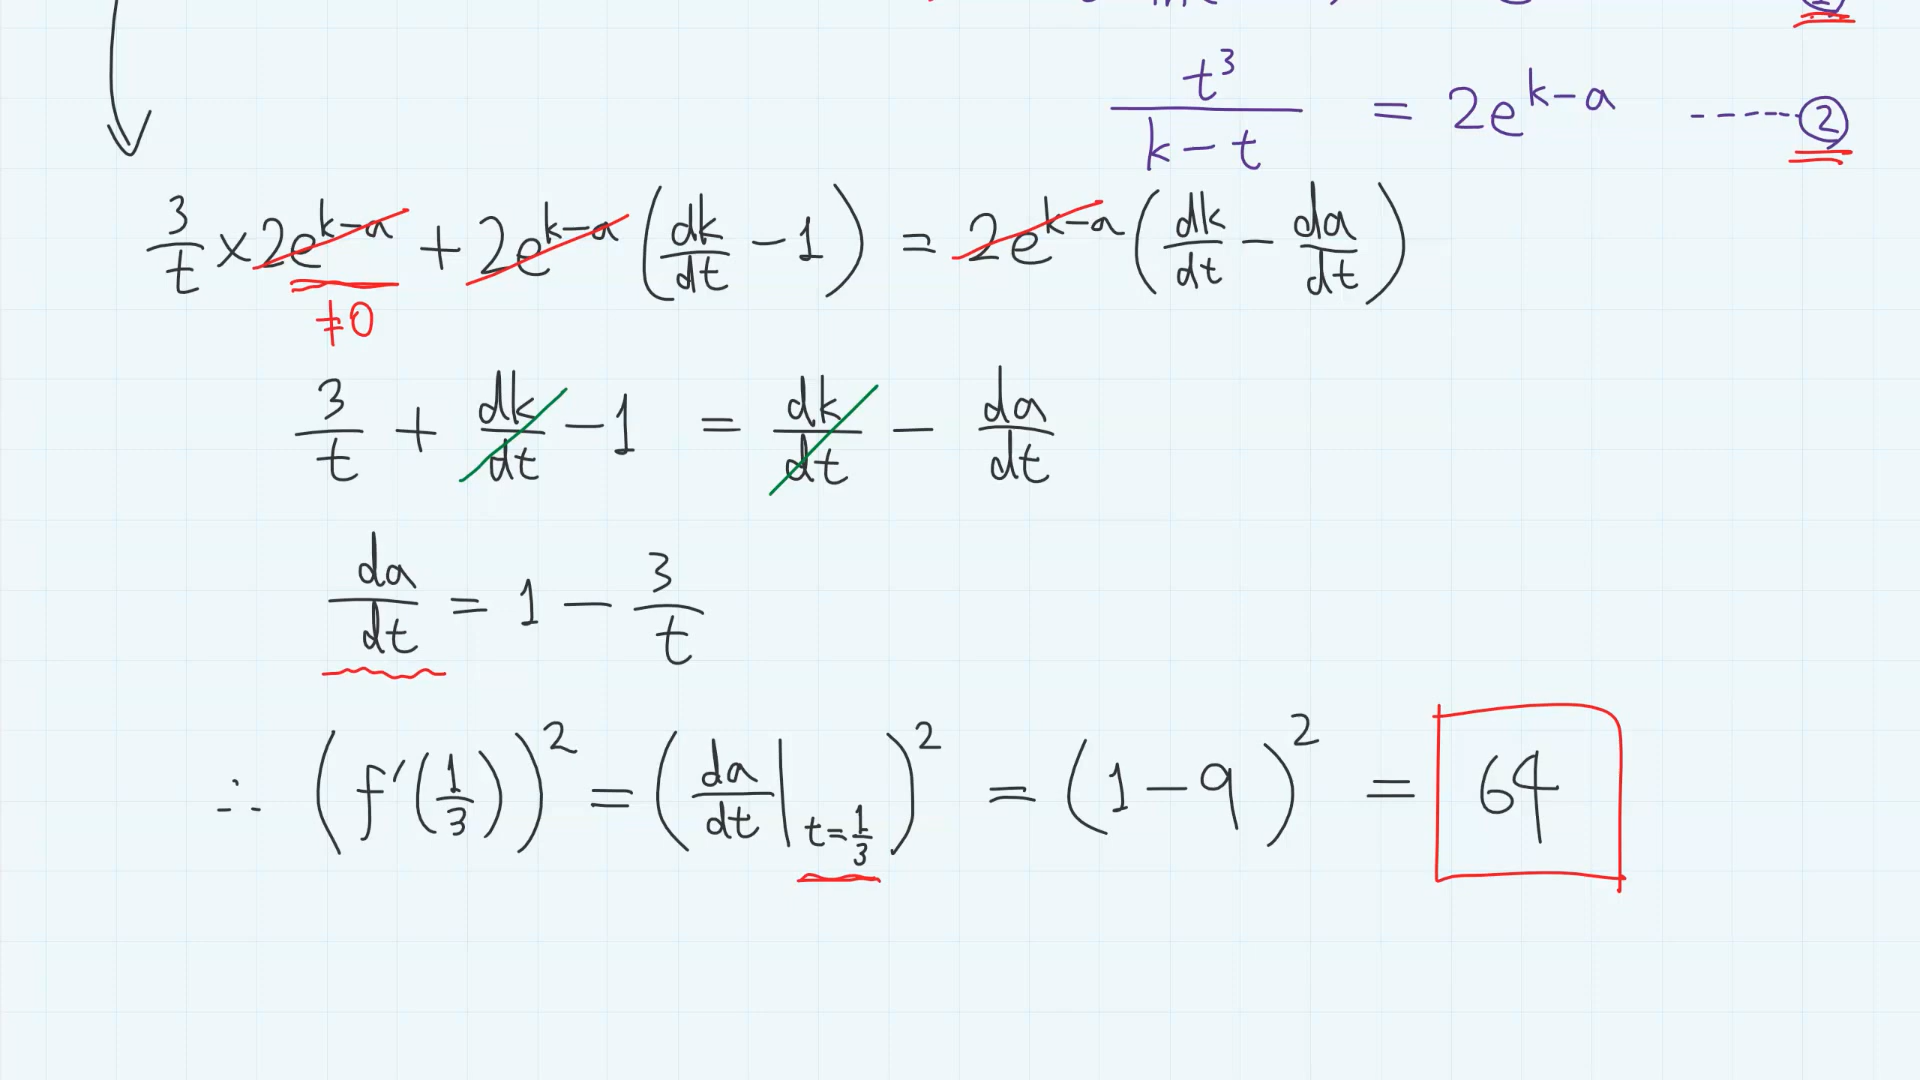 t³/(k-t) = 2e^(k-a) ------②
3/t × 2e^(k-a) + 2e^(k-a) (dk/dt - 1) = 2e^(k-a) (dk/dt - da/dt)
≠0
3/t + dk/dt - 1 = dk/dt - da/dt
da/dt = 1 - 3/t
∴ (f'(1/3))² = (da/dt | t=1/3)² = (1-9)² = 64